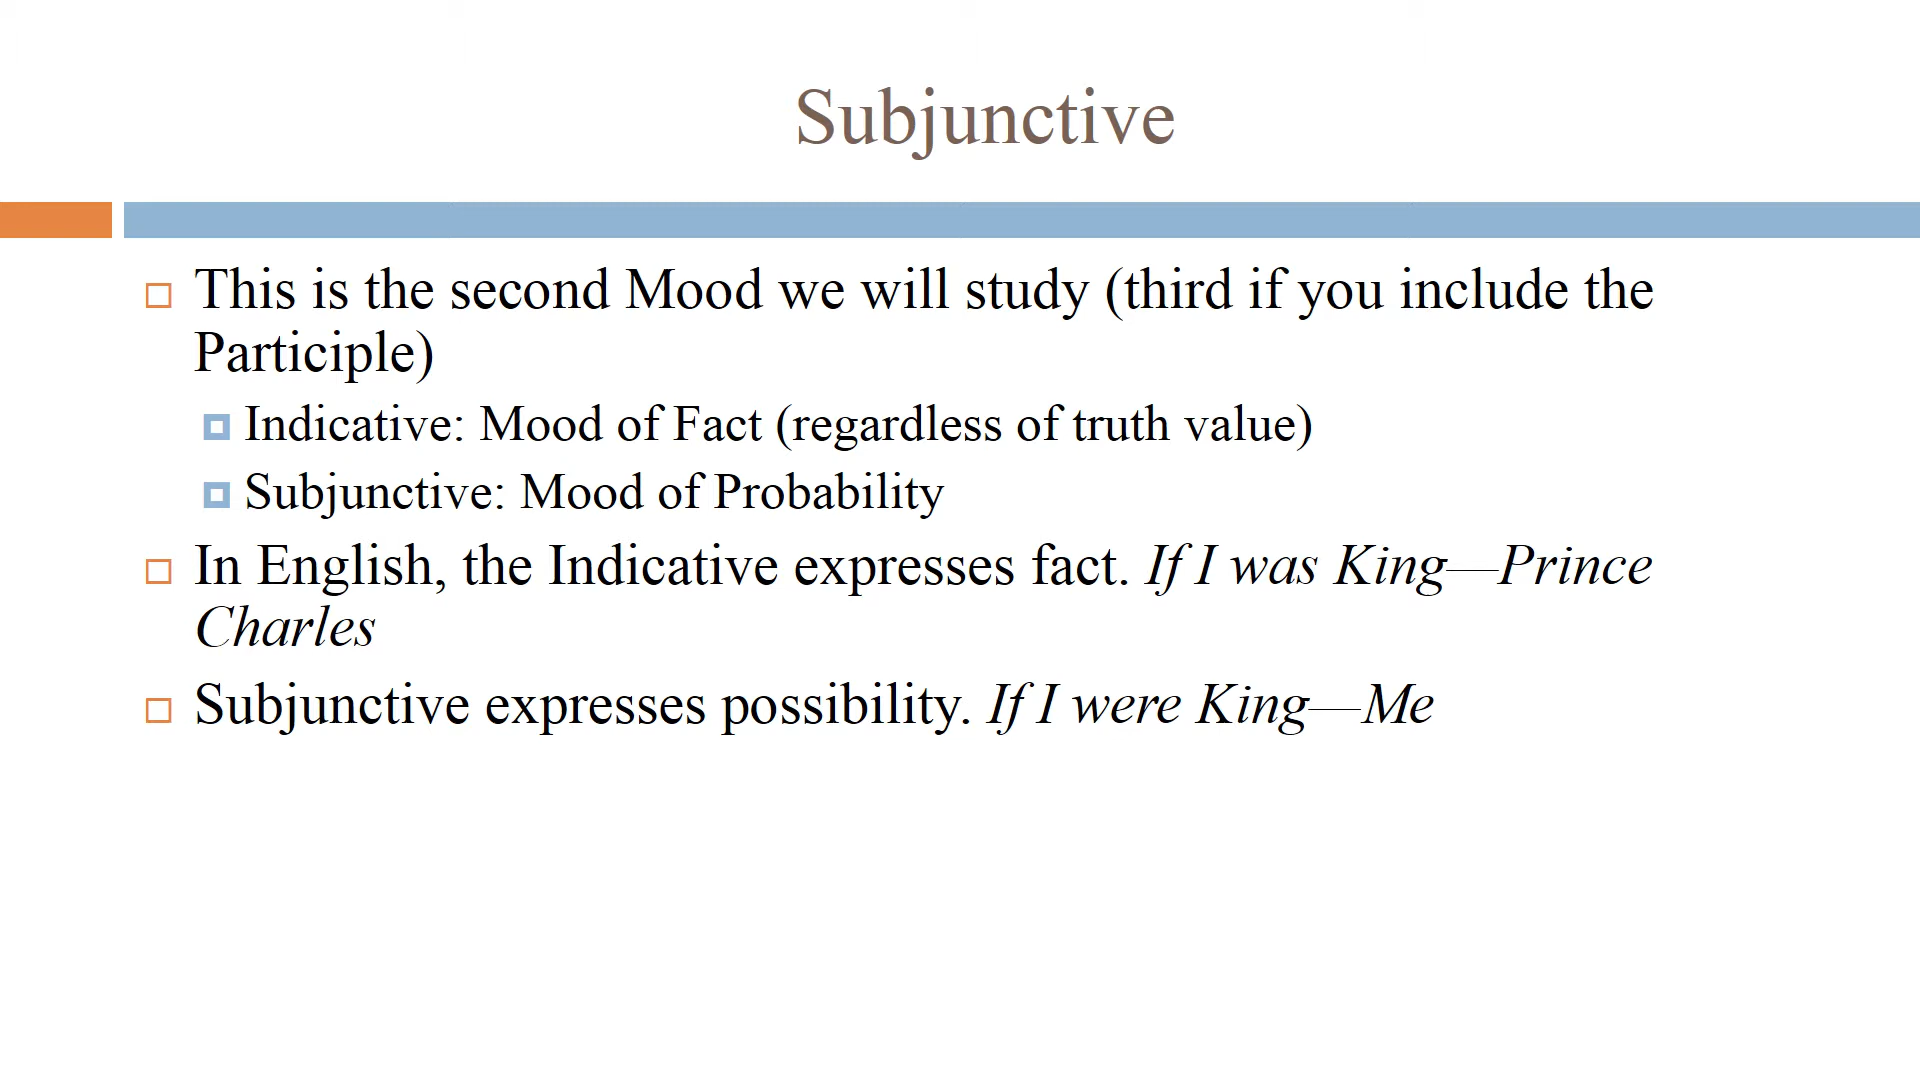 Subjunctive
This is the second Mood we will study (third if you include the
Participle)
Indicative: Mood of Fact (regardless of truth value)
Subjunctive: Mood of Probability
In English, the Indicative expresses fact. If I was King—Prince
Charles
Subjunctive expresses possibility. If I were King—Me